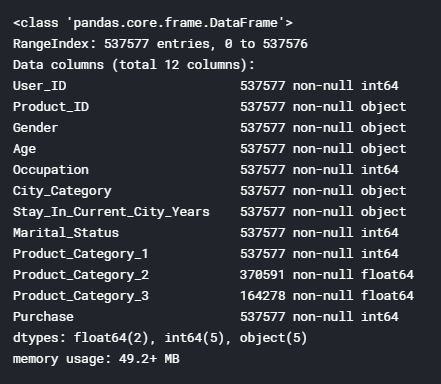 <class 'pandas.core.frame.DataFrame'>
RangeIndex: 537577 entries, 0 to 537576
Data columns (total 12 columns):
User_ID                       537577 non-null int64
Product_ID                    537577 non-null object
Gender                        537577 non-null object
Age                           537577 non-null object
Occupation                    537577 non-null int64
City_Category                 537577 non-null object
Stay_In_Current_City_Years    537577 non-null object
Marital_Status                537577 non-null int64
Product_Category_1            537577 non-null int64
Product_Category_2            370591 non-null float64
Product_Category_3            164278 non-null float64
Purchase                      537577 non-null int64
dtypes: float64(2), int64(5), object(5)
memory usage: 49.2+ MB